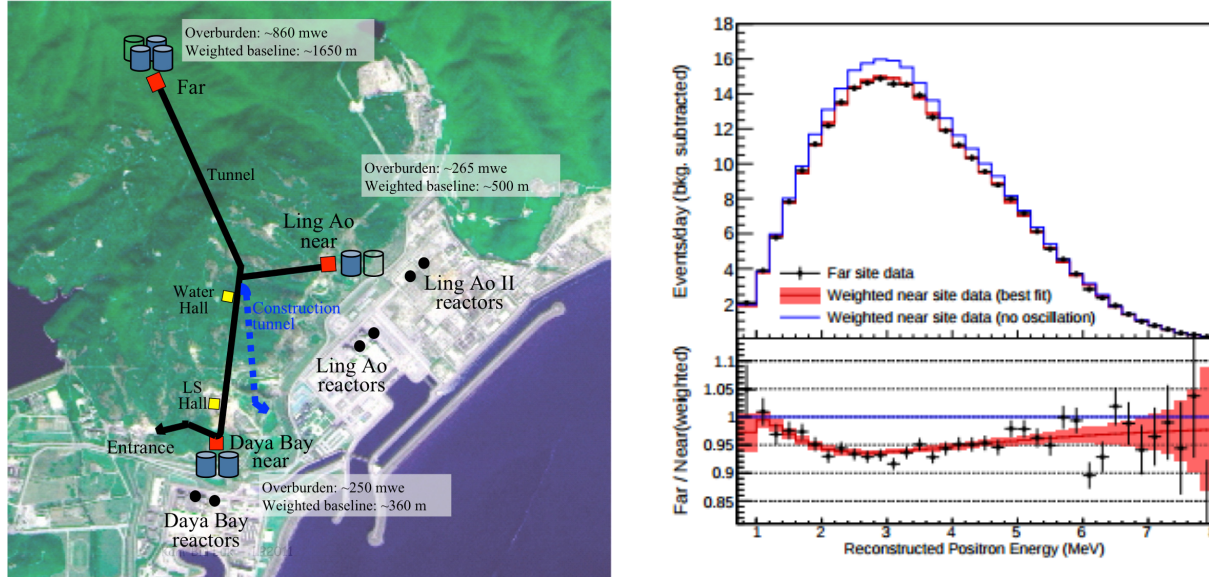 Overburden: ~860 mwe
Weighted baseline: ~1650 m
Far
Tunnel
Overburden: ~265 mwe
Weighted baseline: ~500 m
Ling Ao
near
Ling Ao II
reactors
Water
Hall
Construction
tunnel
Ling Ao
reactors
LS
Hall
Entrance
Daya Bay
near
Overburden: ~250 mwe
Weighted baseline: ~360 m
Daya Bay
reactors
Events/day (bkg. subtracted)
18
16
14
12
10
8
6
4
2
Far site data
Weighted near site data (best fit)
Weighted near site data (no oscillation)
Far / Near(weighted)
1.1
1.05
1
0.95
0.9
0.85
1 2 3 4 5 6 7
Reconstructed Positron Energy (MeV)